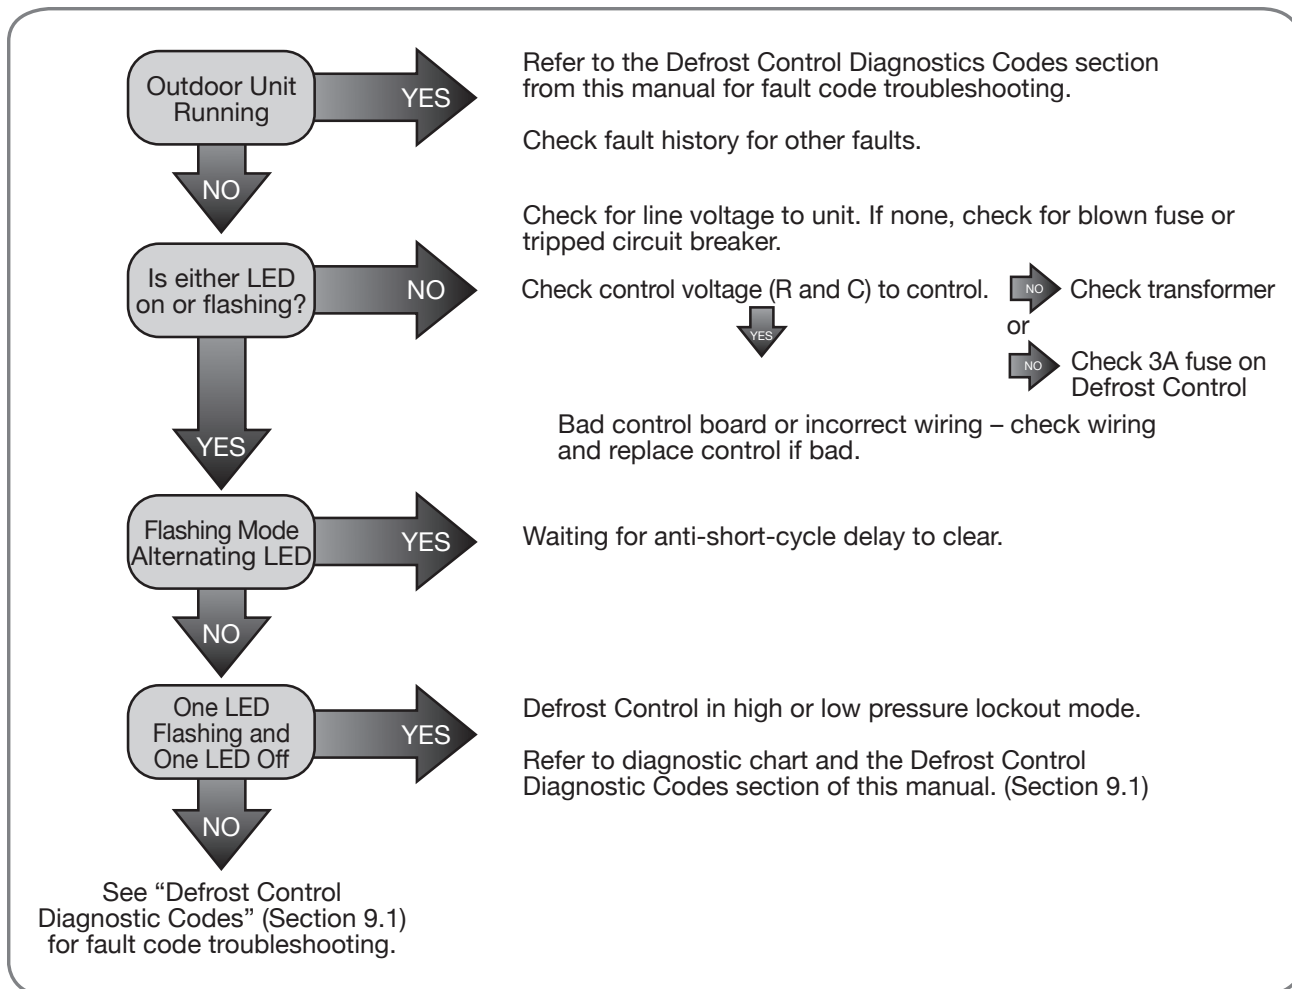 Outdoor Unit
Running
YES
Refer to the Defrost Control Diagnostics Codes section
from this manual for fault code troubleshooting.
Check fault history for other faults.
NO
Check for line voltage to unit. If none, check for blown fuse or
tripped circuit breaker.
Is either LED
on or flashing?
NO
Check control voltage (R and C) to control.
NO
Check transformer
or
YES
NO
Check 3A fuse on
Defrost Control
Bad control board or incorrect wiring – check wiring
and replace control if bad.
YES
Flashing Mode
Alternating LED
YES
Waiting for anti-short-cycle delay to clear.
NO
One LED
Flashing and
One LED Off
YES
Defrost Control in high or low pressure lockout mode.
Refer to diagnostic chart and the Defrost Control
Diagnostic Codes section of this manual. (Section 9.1)
NO
See “Defrost Control
Diagnostic Codes” (Section 9.1)
for fault code troubleshooting.